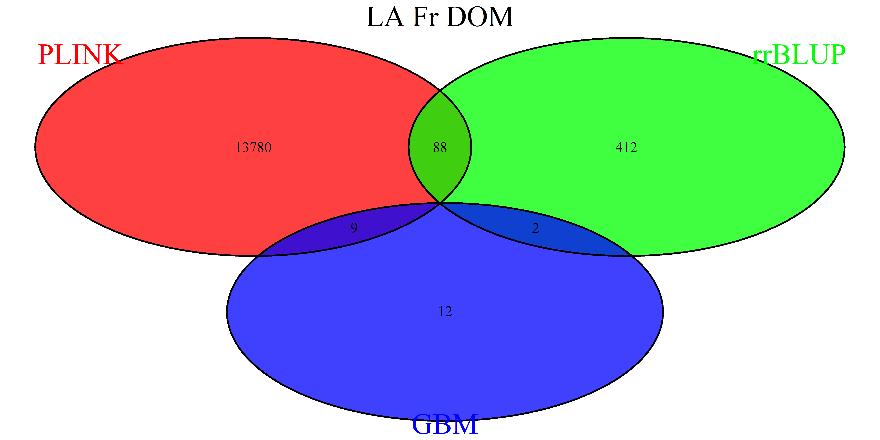 LA Fr DOM
PLINK
rrBLUP
13780
88
412
9
2
12
GBM